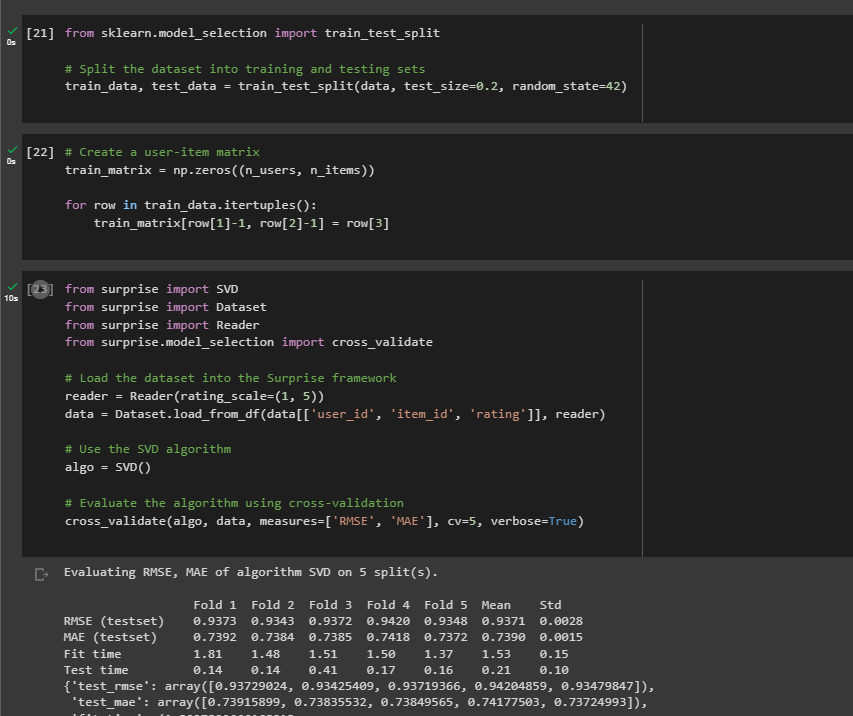 [21] from sklearn.model_selection import train_test_split
0s
# Split the dataset into training and testing sets
train_data, test_data = train_test_split(data, test_size=0.2, random_state=42)
[22] # Create a user-item matrix
0s
train_matrix = np.zeros((n_users, n_items))
for row in train_data.itertuples():
train_matrix[row[1]-1, row[2]-1] = row[3]
[23] from surprise import SVD
10s
from surprise import Dataset
from surprise import Reader
from surprise.model_selection import cross_validate
# Load the dataset into the Surprise framework
reader = Reader(rating_scale=(1, 5))
data = Dataset.load_from_df(data[['user_id', 'item_id', 'rating']], reader)
# Use the SVD algorithm
algo = SVD()
# Evaluate the algorithm using cross-validation
cross_validate(algo, data, measures=['RMSE', 'MAE'], cv=5, verbose=True)
Evaluating RMSE, MAE of algorithm SVD on 5 split(s).
Fold 1 Fold 2 Fold 3 Fold 4 Fold 5 Mean Std
RMSE (testset) 0.9373 0.9343 0.9372 0.9420 0.9348 0.9371 0.0028
MAE (testset) 0.7392 0.7384 0.7385 0.7418 0.7372 0.7390 0.0015
Fit time 1.81 1.48 1.51 1.50 1.37 1.53 0.15
Test time 0.14 0.14 0.41 0.17 0.16 0.21 0.10
{'test_rmse': array([0.93729024, 0.93425409, 0.93719366, 0.94204859, 0.93479847]),
'test_mae': array([0.73915899, 0.73835532, 0.73849565, 0.74177503, 0.73724993]),